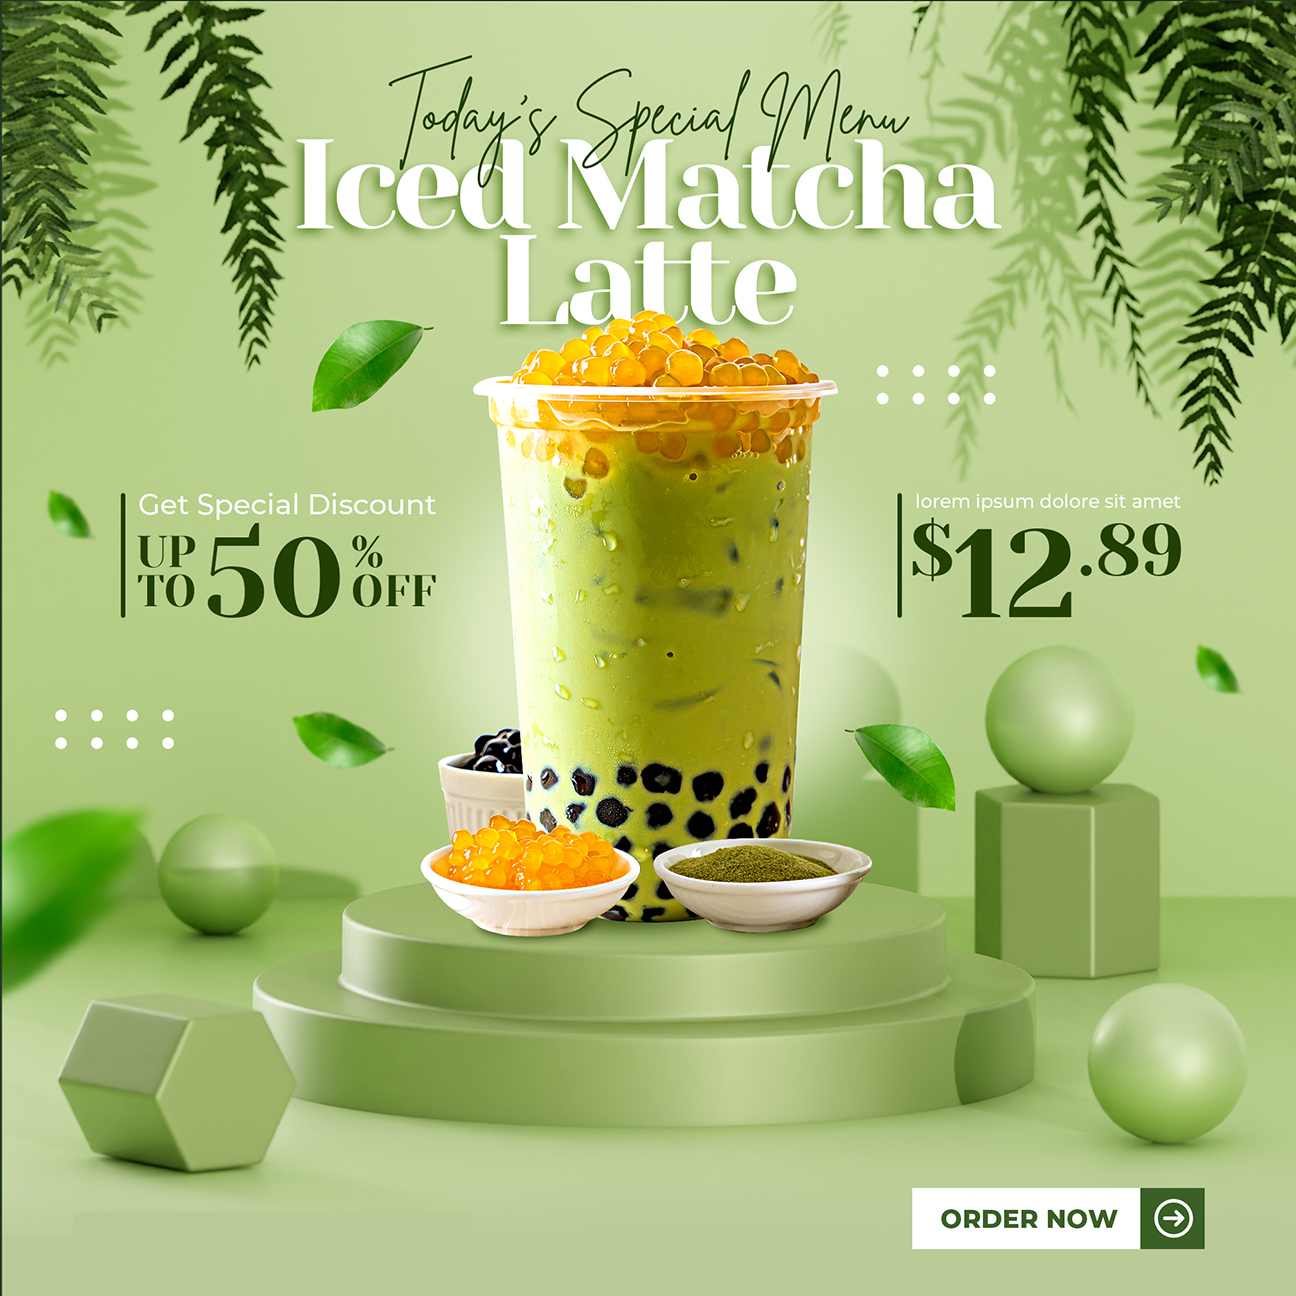 Today's Special Menu
Iced Matcha
Latte
Get Special Discount
UP TO 50 % OFF
lorem ipsum dolore sit amet
$12.89
ORDER NOW